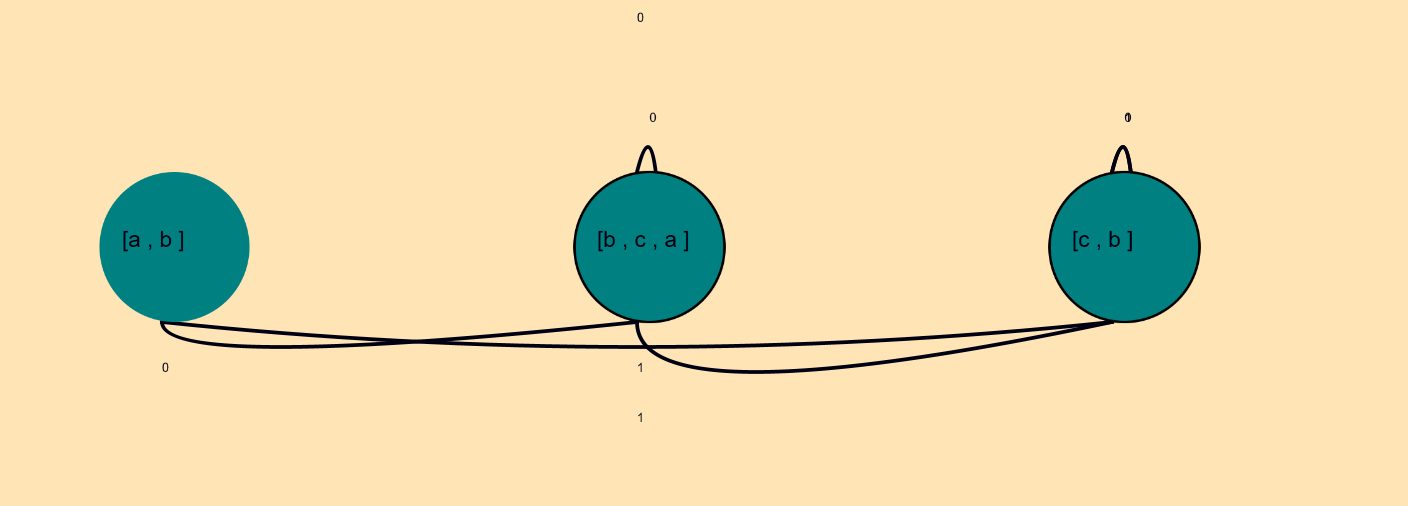 0
0
[a , b ]
[b , c , a ]
[c , b ]
0
1
1